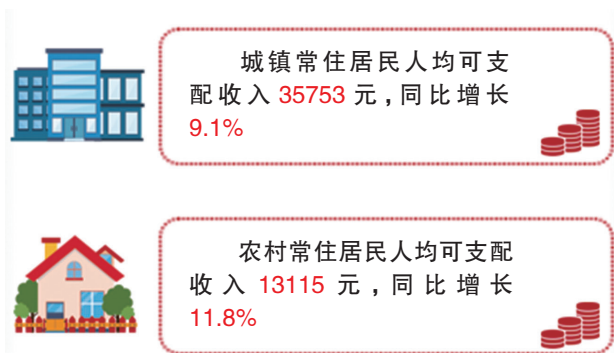 城镇常住居民人均可支
配收入 35753 元,同比增长
9.1%
农村常住居民人均可支配
收入 13115 元,同比增长
11.8%